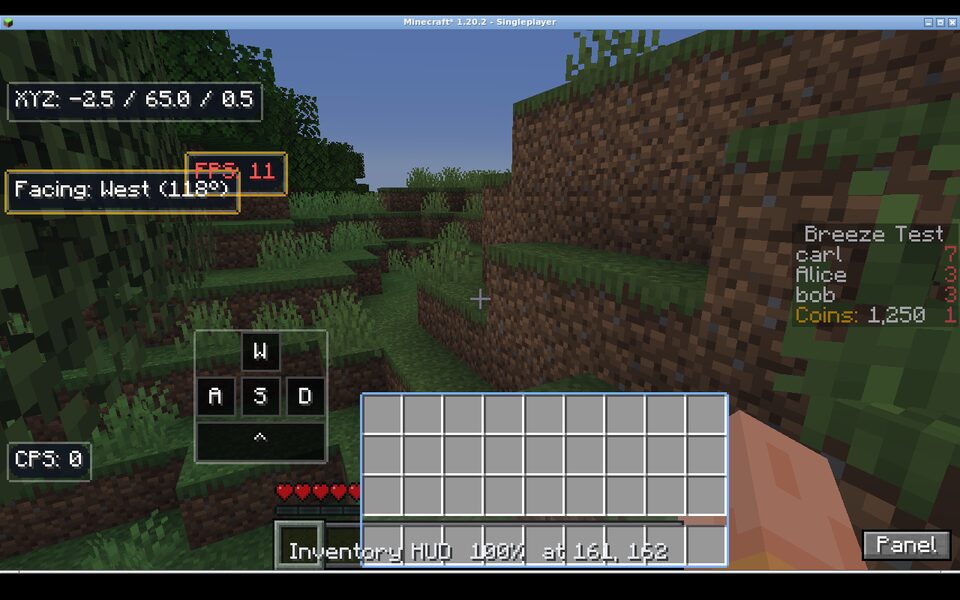 Minecraft* 1.20.2 - Singleplayer
XYZ: -2.5 / 65.0 / 0.5
FPS: 11
Facing: West (118°)
Breeze Test
carl 7
Alice 3
bob 3
Coins: 1,250 1
W
A S D
^
CPS: 0
Inventory HUD 100% at 161, 162
Panel